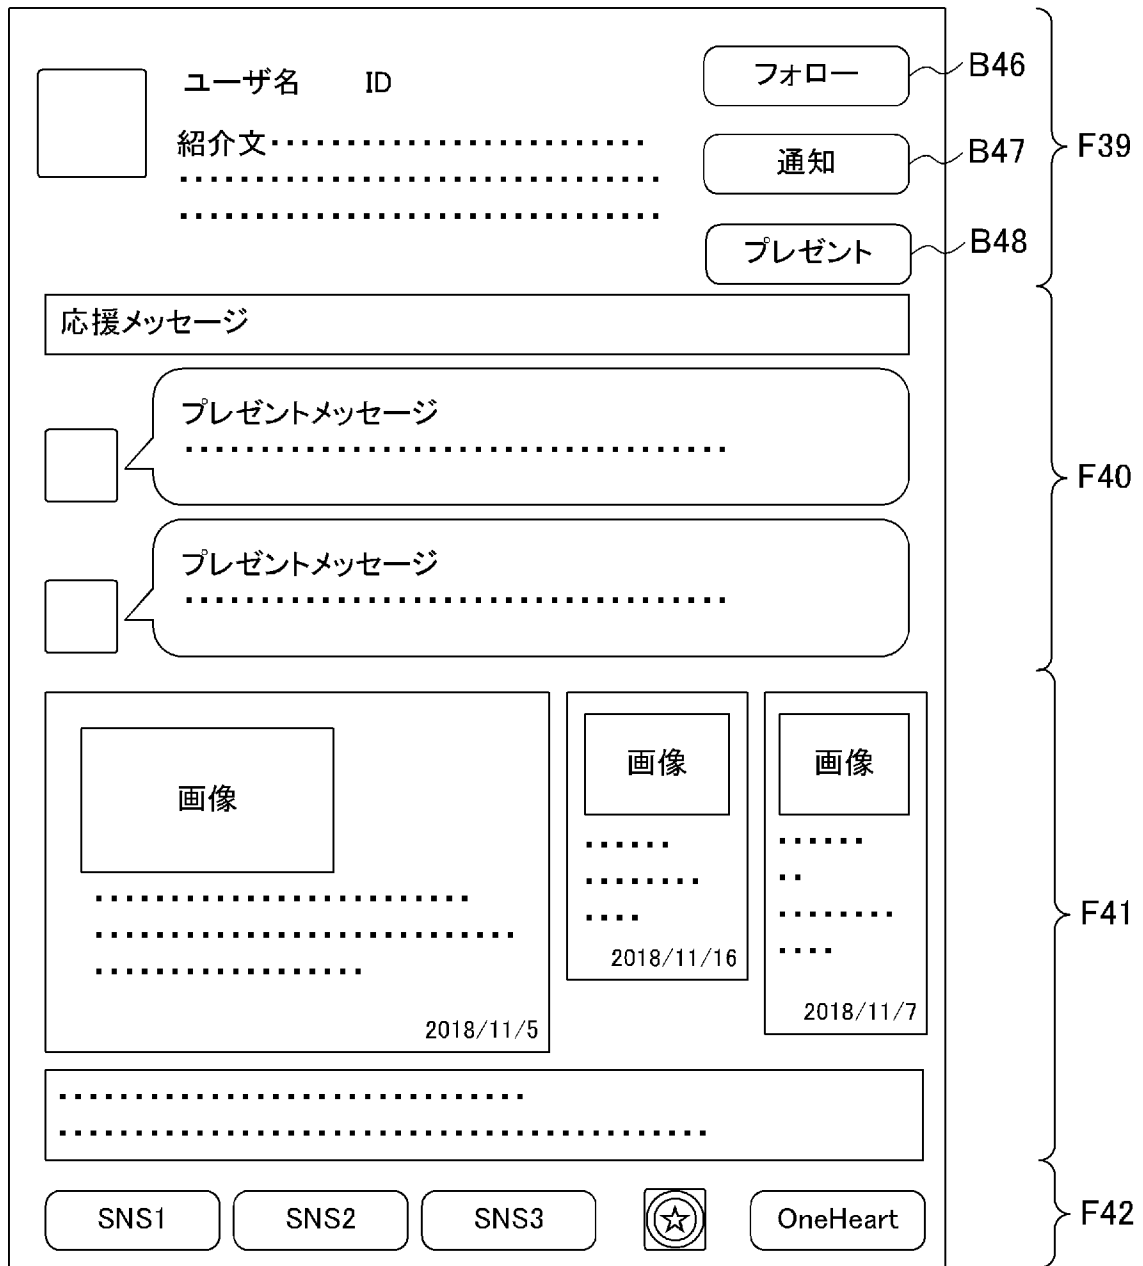 ユーザ名 ID
紹介文・・・・・・・・・・・・・・・・・・・・・・・・・
フォロー B46
通知 B47
プレゼント B48
F39
応援メッセージ
プレゼントメッセージ
プレゼントメッセージ
F40
画像
2018/11/5
画像
2018/11/16
画像
2018/11/7
F41
SNS1 SNS2 SNS3 OneHeart
F42